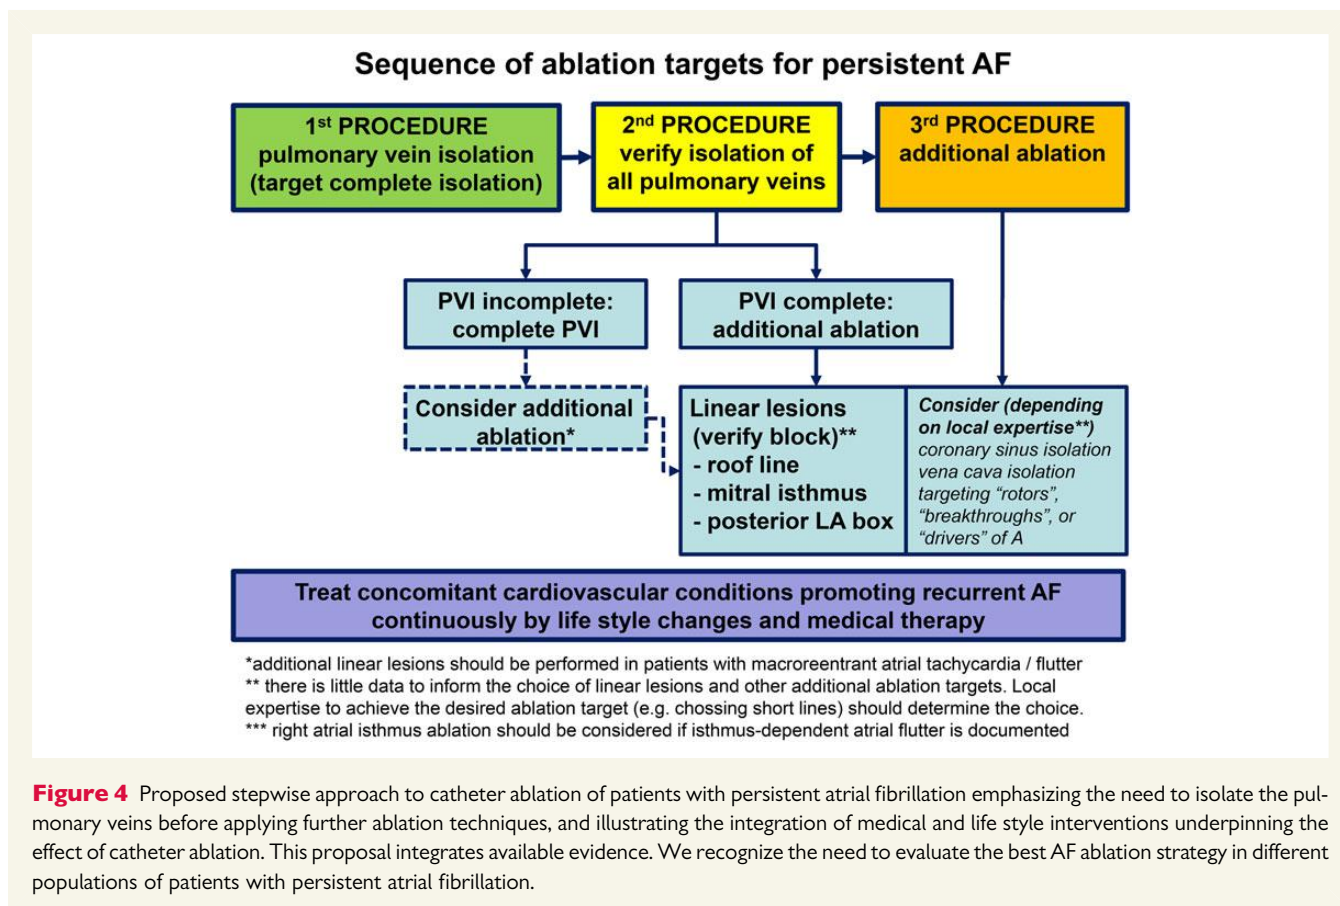 Sequence of ablation targets for persistent AF
1st PROCEDURE
pulmonary vein isolation
(target complete isolation)
2nd PROCEDURE
verify isolation of
all pulmonary veins
3rd PROCEDURE
additional ablation
PVI incomplete:
complete PVI
PVI complete:
additional ablation
Consider additional
ablation*
Linear lesions
(verify block)**
- roof line
- mitral isthmus
- posterior LA box
Consider (depending
on local expertise**)
coronary sinus isolation
vena cava isolation
targeting “rotors”,
“breakthroughs”, or
“drivers” of A
Treat concomitant cardiovascular conditions promoting recurrent AF
continuously by life style changes and medical therapy
*additional linear lesions should be performed in patients with macroreentrant atrial tachycardia / flutter
** there is little data to inform the choice of linear lesions and other additional ablation targets. Local
expertise to achieve the desired ablation target (e.g. chossing short lines) should determine the choice.
*** right atrial isthmus ablation should be considered if isthmus-dependent atrial flutter is documented
Figure 4 Proposed stepwise approach to catheter ablation of patients with persistent atrial fibrillation emphasizing the need to isolate the pul-
monary veins before applying further ablation techniques, and illustrating the integration of medical and life style interventions underpinning the
effect of catheter ablation. This proposal integrates available evidence. We recognize the need to evaluate the best AF ablation strategy in different
populations of patients with persistent atrial fibrillation.